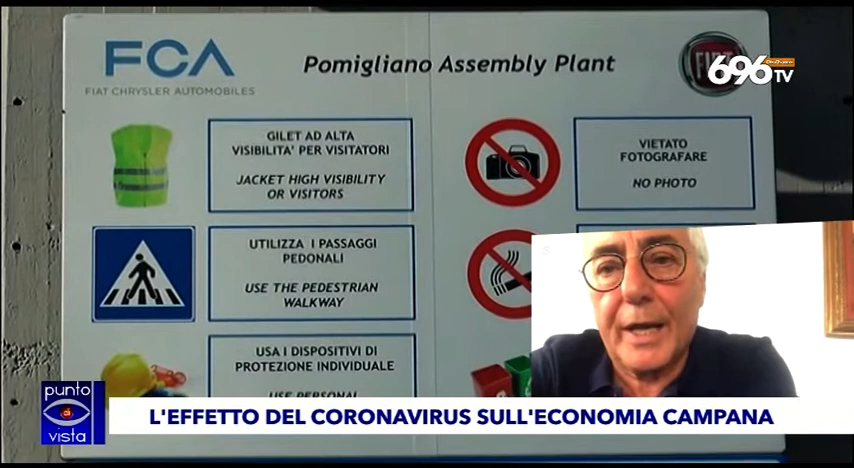 FCA
FIAT CHRYSLER AUTOMOBILES
Pomigliano Assembly Plant
FIAT
696 TV
GILET AD ALTA
VISIBILITA' PER VISITATORI
JACKET HIGH VISIBILITY
OR VISITORS
VIETATO
FOTOGRAFARE
NO PHOTO
UTILIZZA I PASSAGGI
PEDONALI
USE THE PEDESTRIAN
WALKWAY
USA I DISPOSITIVI DI
PROTEZIONE INDIVIDUALE
USE PERSONAL
punto
di
vista
L'EFFETTO DEL CORONAVIRUS SULL'ECONOMIA CAMPANA